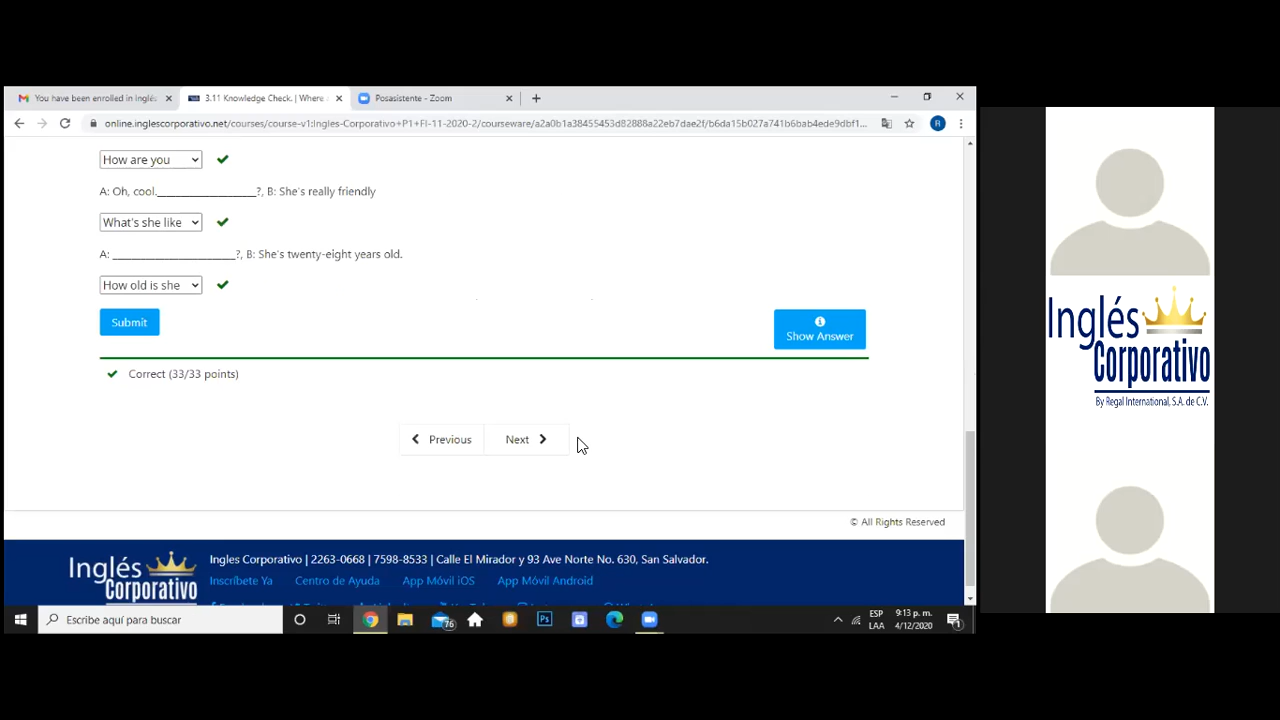 You have been enrolled in inglé
3.11 Knowledge Check. | Where
Posasistente - Zoom
online.inglescorporativo.net/courses/course-v1:Ingles-Corporativo+P1+FI-11-2020-2/courseware/a2a0b1a38455453d82888a22eb7dae2f/b6da15b027a741b6bab4ede9dbf1...
R
How are you
A: Oh, cool.____________________?, B: She's really friendly
What's she like
A: _________________________?, B: She's twenty-eight years old.
How old is she
Submit
Show Answer
Correct (33/33 points)
Previous
Next
© All Rights Reserved
Inglés
Corporativo
Ingles Corporativo | 2263-0668 | 7598-8533 | Calle El Mirador y 93 Ave Norte No. 630, San Salvador.
Inscríbete Ya
Centro de Ayuda
App Móvil iOS
App Móvil Android
Escribe aquí para buscar
76
Ps
ESP
LAA
9:13 p. m.
4/12/2020
1
Inglés
Corporativo
By Regal International, S.A. de C.V.